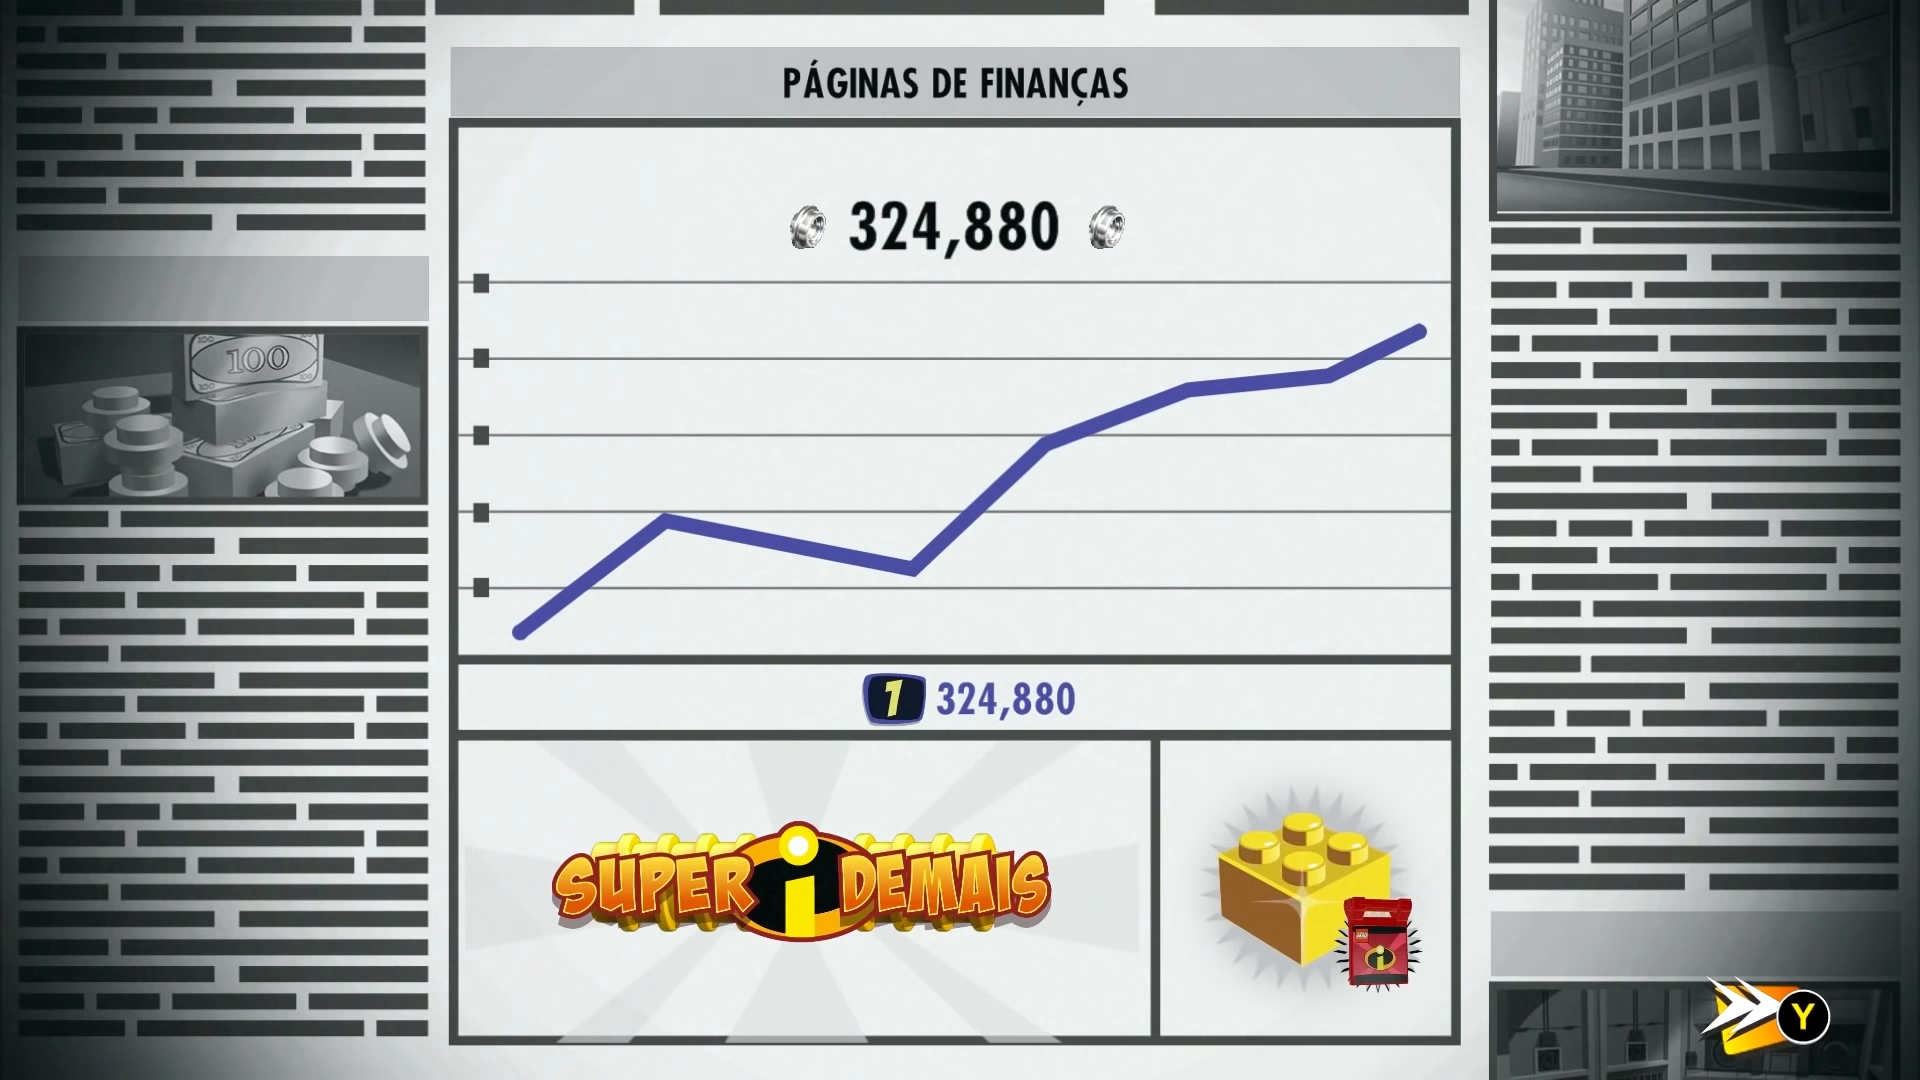 PÁGINAS DE FINANÇAS
324,880
100
1 324,880
SUPER i DEMAIS
i
Y